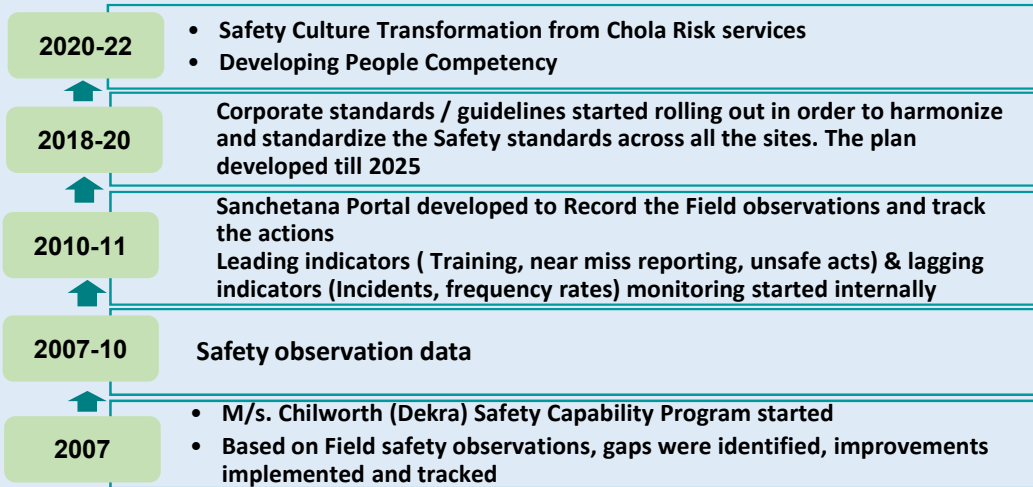 2020-22
• Safety Culture Transformation from Chola Risk services
• Developing People Competency
2018-20
Corporate standards / guidelines started rolling out in order to harmonize
and standardize the Safety standards across all the sites. The plan
developed till 2025
2010-11
Sanchetana Portal developed to Record the Field observations and track
the actions
Leading indicators ( Training, near miss reporting, unsafe acts) & lagging
indicators (Incidents, frequency rates) monitoring started internally
2007-10
Safety observation data
2007
• M/s. Chilworth (Dekra) Safety Capability Program started
• Based on Field safety observations, gaps were identified, improvements
implemented and tracked